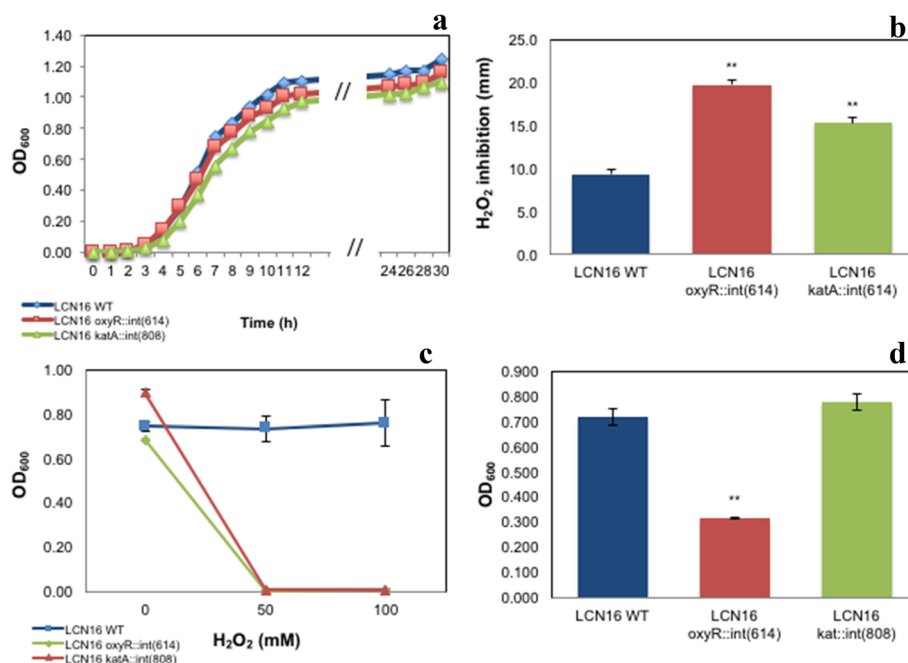 a
1.40
1.20
1.00
0.80
0.60
0.40
0.20
0.00
OD600
//
//
0 1 2 3 4 5 6 7 8 9 10 11 12 24 26 28 30
Time (h)
LCN16 WT
LCN16 oxyR::int(614)
LCN16 katA::int(808)
b
25.0
20.0
15.0
10.0
5.0
0.0
H2O2 inhibition (mm)
**
**
LCN16 WT
LCN16
oxyR::int(614)
LCN16
katA::int(614)
c
1.00
0.80
0.60
0.40
0.20
0.00
OD600
0 50 100
H2O2 (mM)
LCN16 WT
LCN16 oxyR::int(614)
LCN16 katA::int(808)
d
0.900
0.800
0.700
0.600
0.500
0.400
0.300
0.200
0.100
0.000
OD600
**
LCN16 WT
LCN16
oxyR::int(614)
LCN16
kat::int(808)